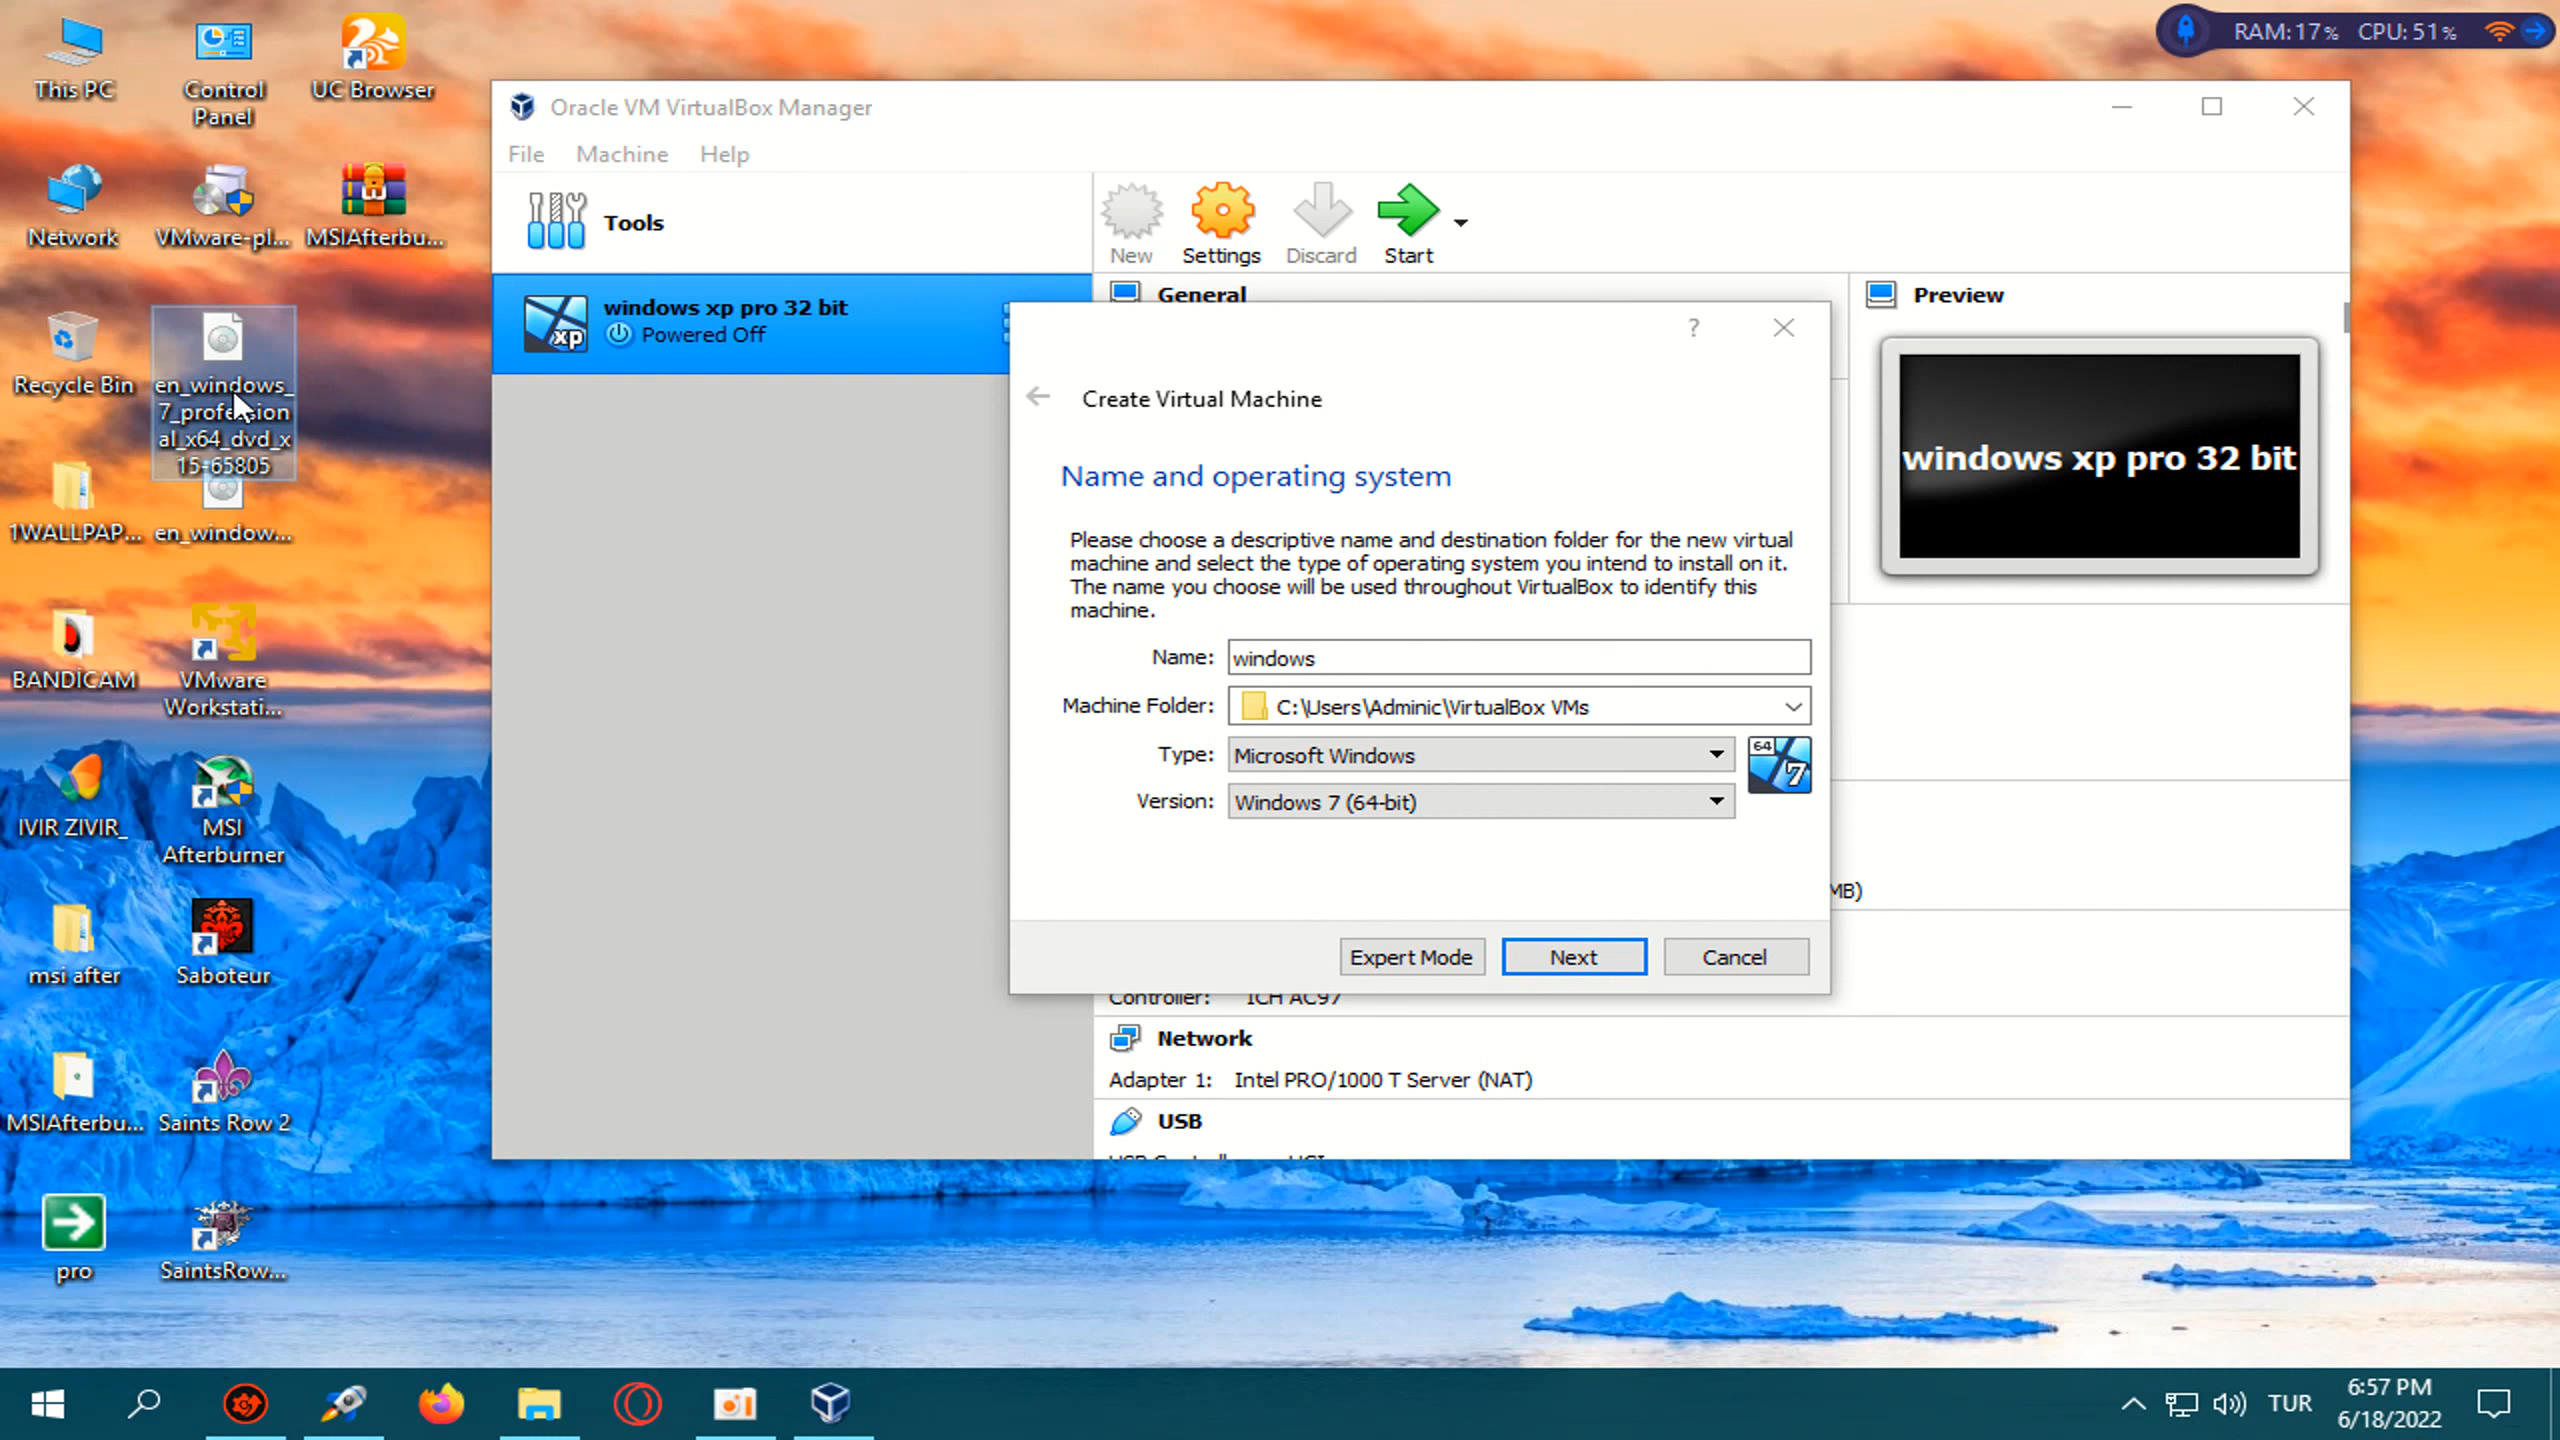 RAM: 17%
CPU: 51%
This PC
Control
Panel
UC Browser
Network
VMware-pl...
MSIAfterbu...
Recycle Bin
en_windows_
7_profession
al_x64_dvd_x
15-65805
1WALLPAP...
en_window...
BANDİCAM
VMware
Workstati...
IVIR ZIVIR_
MSI
Afterburner
msi after
Saboteur
MSIAfterbu...
Saints Row 2
pro
SaintsRow...
Oracle VM VirtualBox Manager
File
Machine
Help
Tools
New
Settings
Discard
Start
windows xp pro 32 bit
Powered Off
xp
General
Preview
windows xp pro 32 bit
?
Create Virtual Machine
Name and operating system
Please choose a descriptive name and destination folder for the new virtual
machine and select the type of operating system you intend to install on it.
The name you choose will be used throughout VirtualBox to identify this
machine.
Name: windows
Machine Folder: C:\Users\Adminic\VirtualBox VMs
Type: Microsoft Windows
64
7
Version: Windows 7 (64-bit)
MB)
Expert Mode
Next
Cancel
Controller: ICH AC97
Network
Adapter 1: Intel PRO/1000 T Server (NAT)
USB
TUR
6:57 PM
6/18/2022